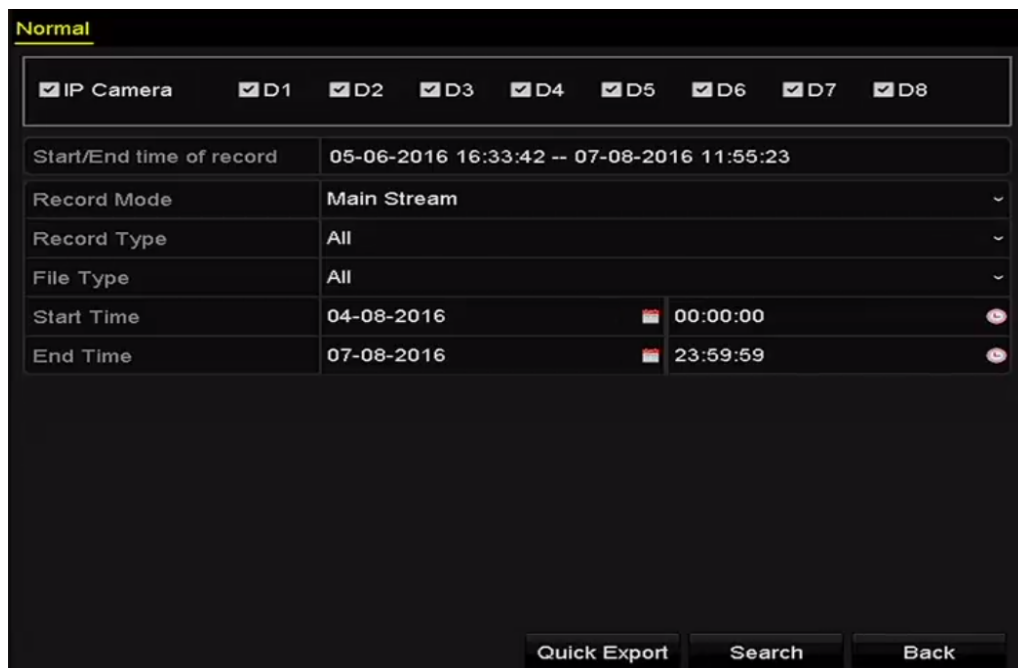 Normal
IP Camera D1 D2 D3 D4 D5 D6 D7 D8
Start/End time of record 05-06-2016 16:33:42 -- 07-08-2016 11:55:23
Record Mode Main Stream
Record Type All
File Type All
Start Time 04-08-2016 00:00:00
End Time 07-08-2016 23:59:59
Quick Export Search Back